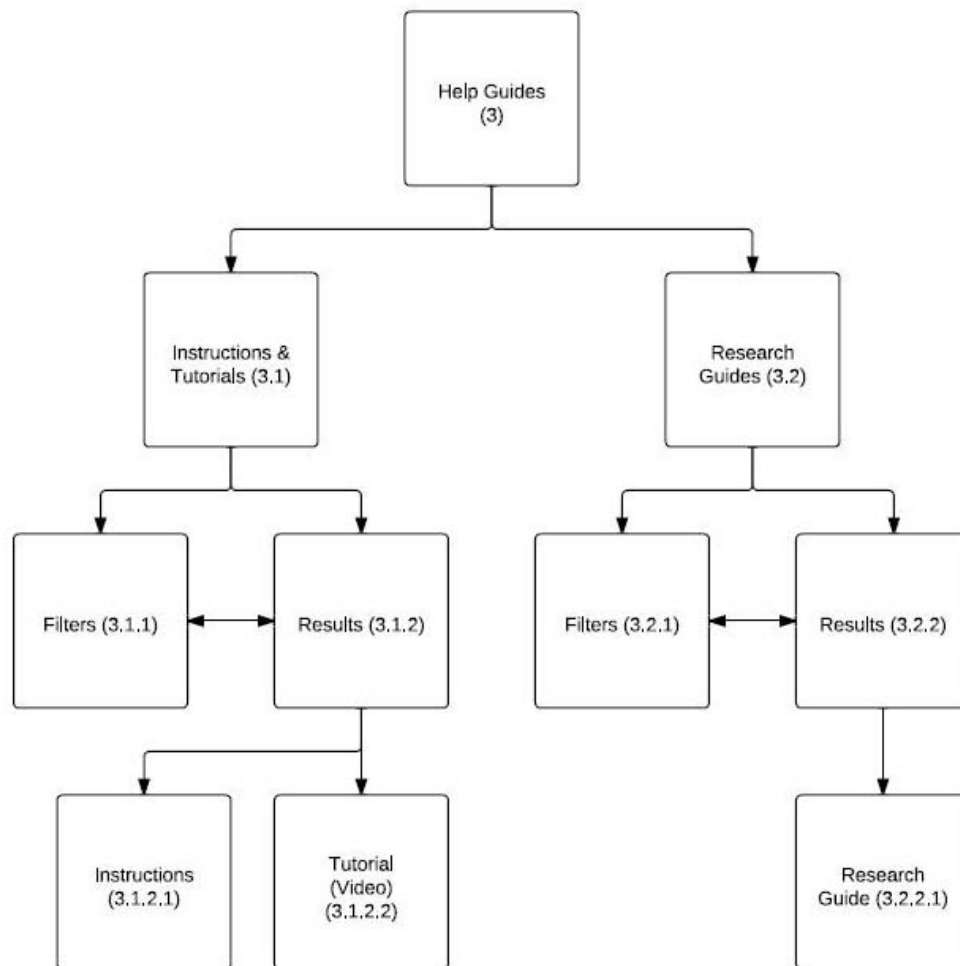 Help Guides
(3)
Instructions &
Tutorials (3.1)
Research
Guides (3.2)
Filters (3.1.1)
Results (3.1.2)
Filters (3.2.1)
Results (3.2.2)
Instructions
(3.1.2.1)
Tutorial
(Video)
(3.1.2.2)
Research
Guide (3.2.2.1)